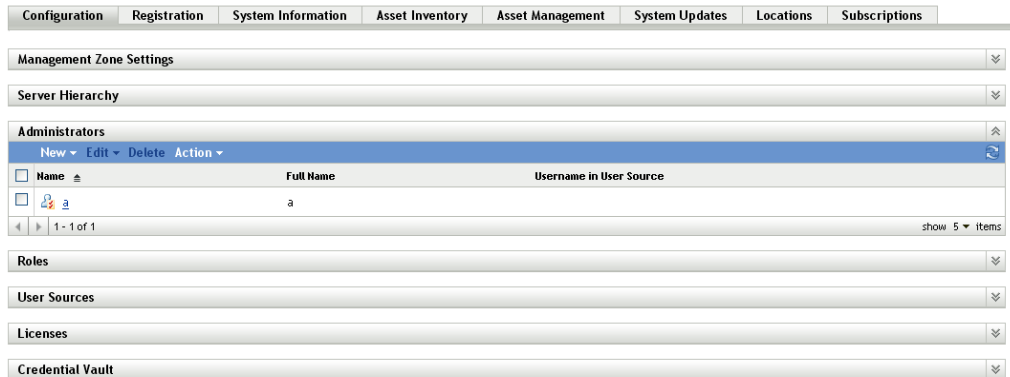 Configuration Registration System Information Asset Inventory Asset Management System Updates Locations Subscriptions
Management Zone Settings
Server Hierarchy
Administrators
New Edit Delete Action
Name Full Name Username in User Source
a a
1 - 1 of 1 show 5 items
Roles
User Sources
Licenses
Credential Vault